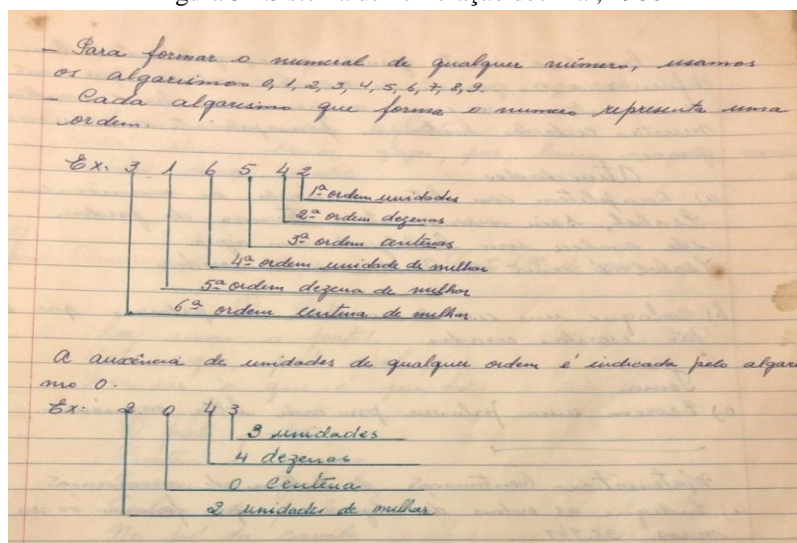 - Para formar o numeral de qualquer número, usamos
os algarismos 0, 1, 2, 3, 4, 5, 6, 7, 8, 9.
- Cada algarismo que forma o numero representa uma
ordem.
Ex: 3 1 6 5 4 2
1ª ordem unidades
2ª ordem dezenas
3ª ordem centenas
4ª ordem unidade de milhar
5ª ordem dezena de milhar
6ª ordem centena de milhar
A auxência de unidades de qualquer ordem é indicada pelo algaris
mo 0.
Ex: 2 0 4 3
3 unidades
4 dezenas
0 centena
2 unidades de milhar